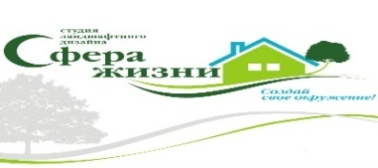 студия
ландшафтного
дизайна
Сфера
жизни
Создай
свое окружение!